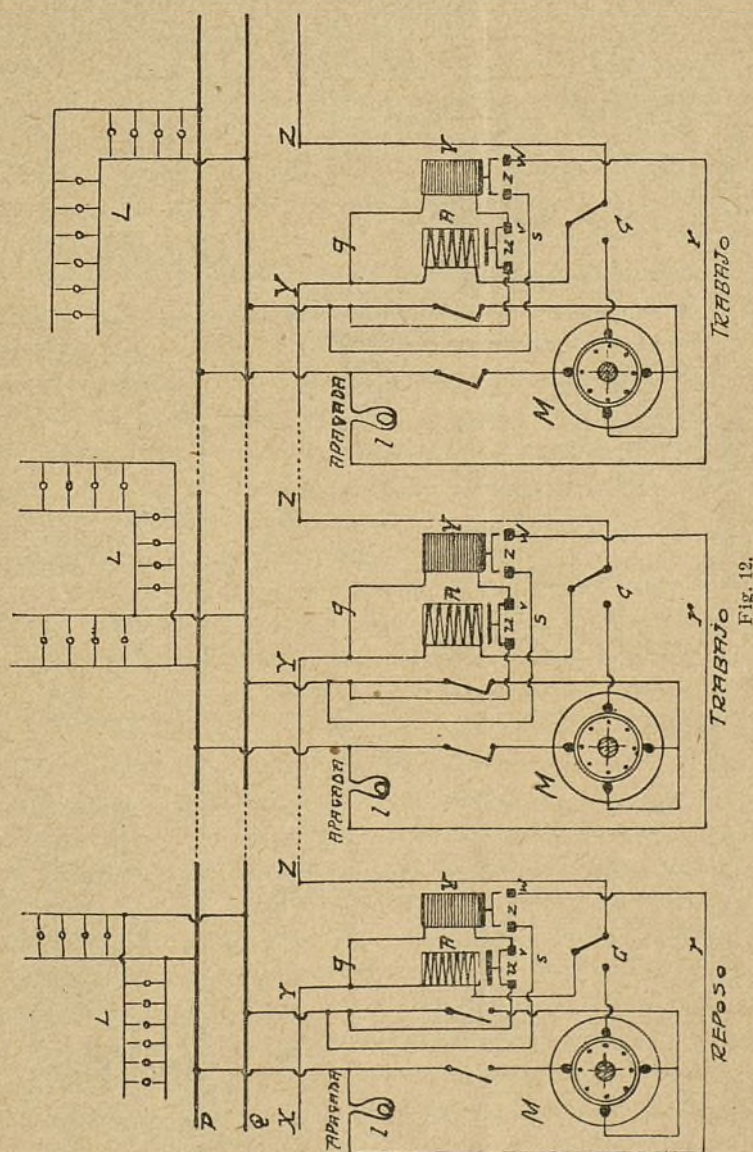 L L L
P
Q
X Y Z Y Z Y Z
APAGADA q APAGADA q APAGADA q
l l l
A V A V A V
u v z w u v z w u v z w
s s s
M G M G M G
r r r
REPOSO TRABAJO TRABAJO
Fig. 12.